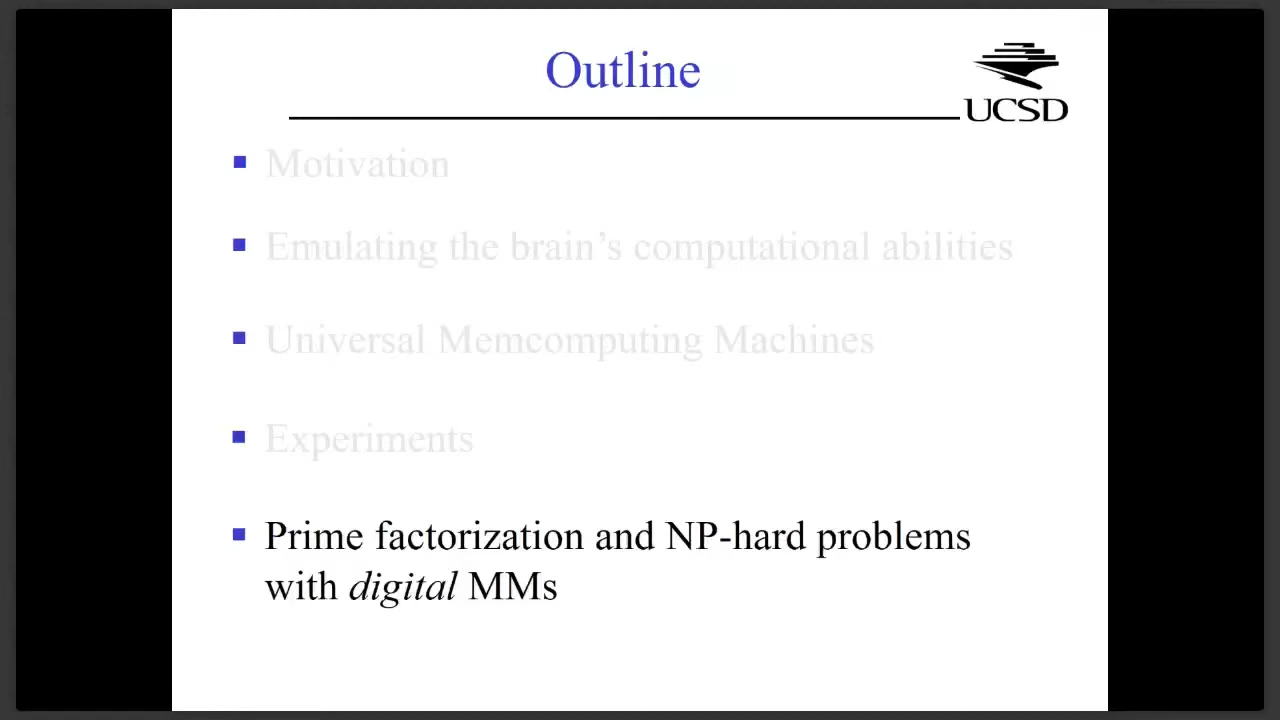 Outline
UCSD
Motivation
Emulating the brain’s computational abilities
Universal Memcomputing Machines
Experiments
Prime factorization and NP-hard problems
with digital MMs